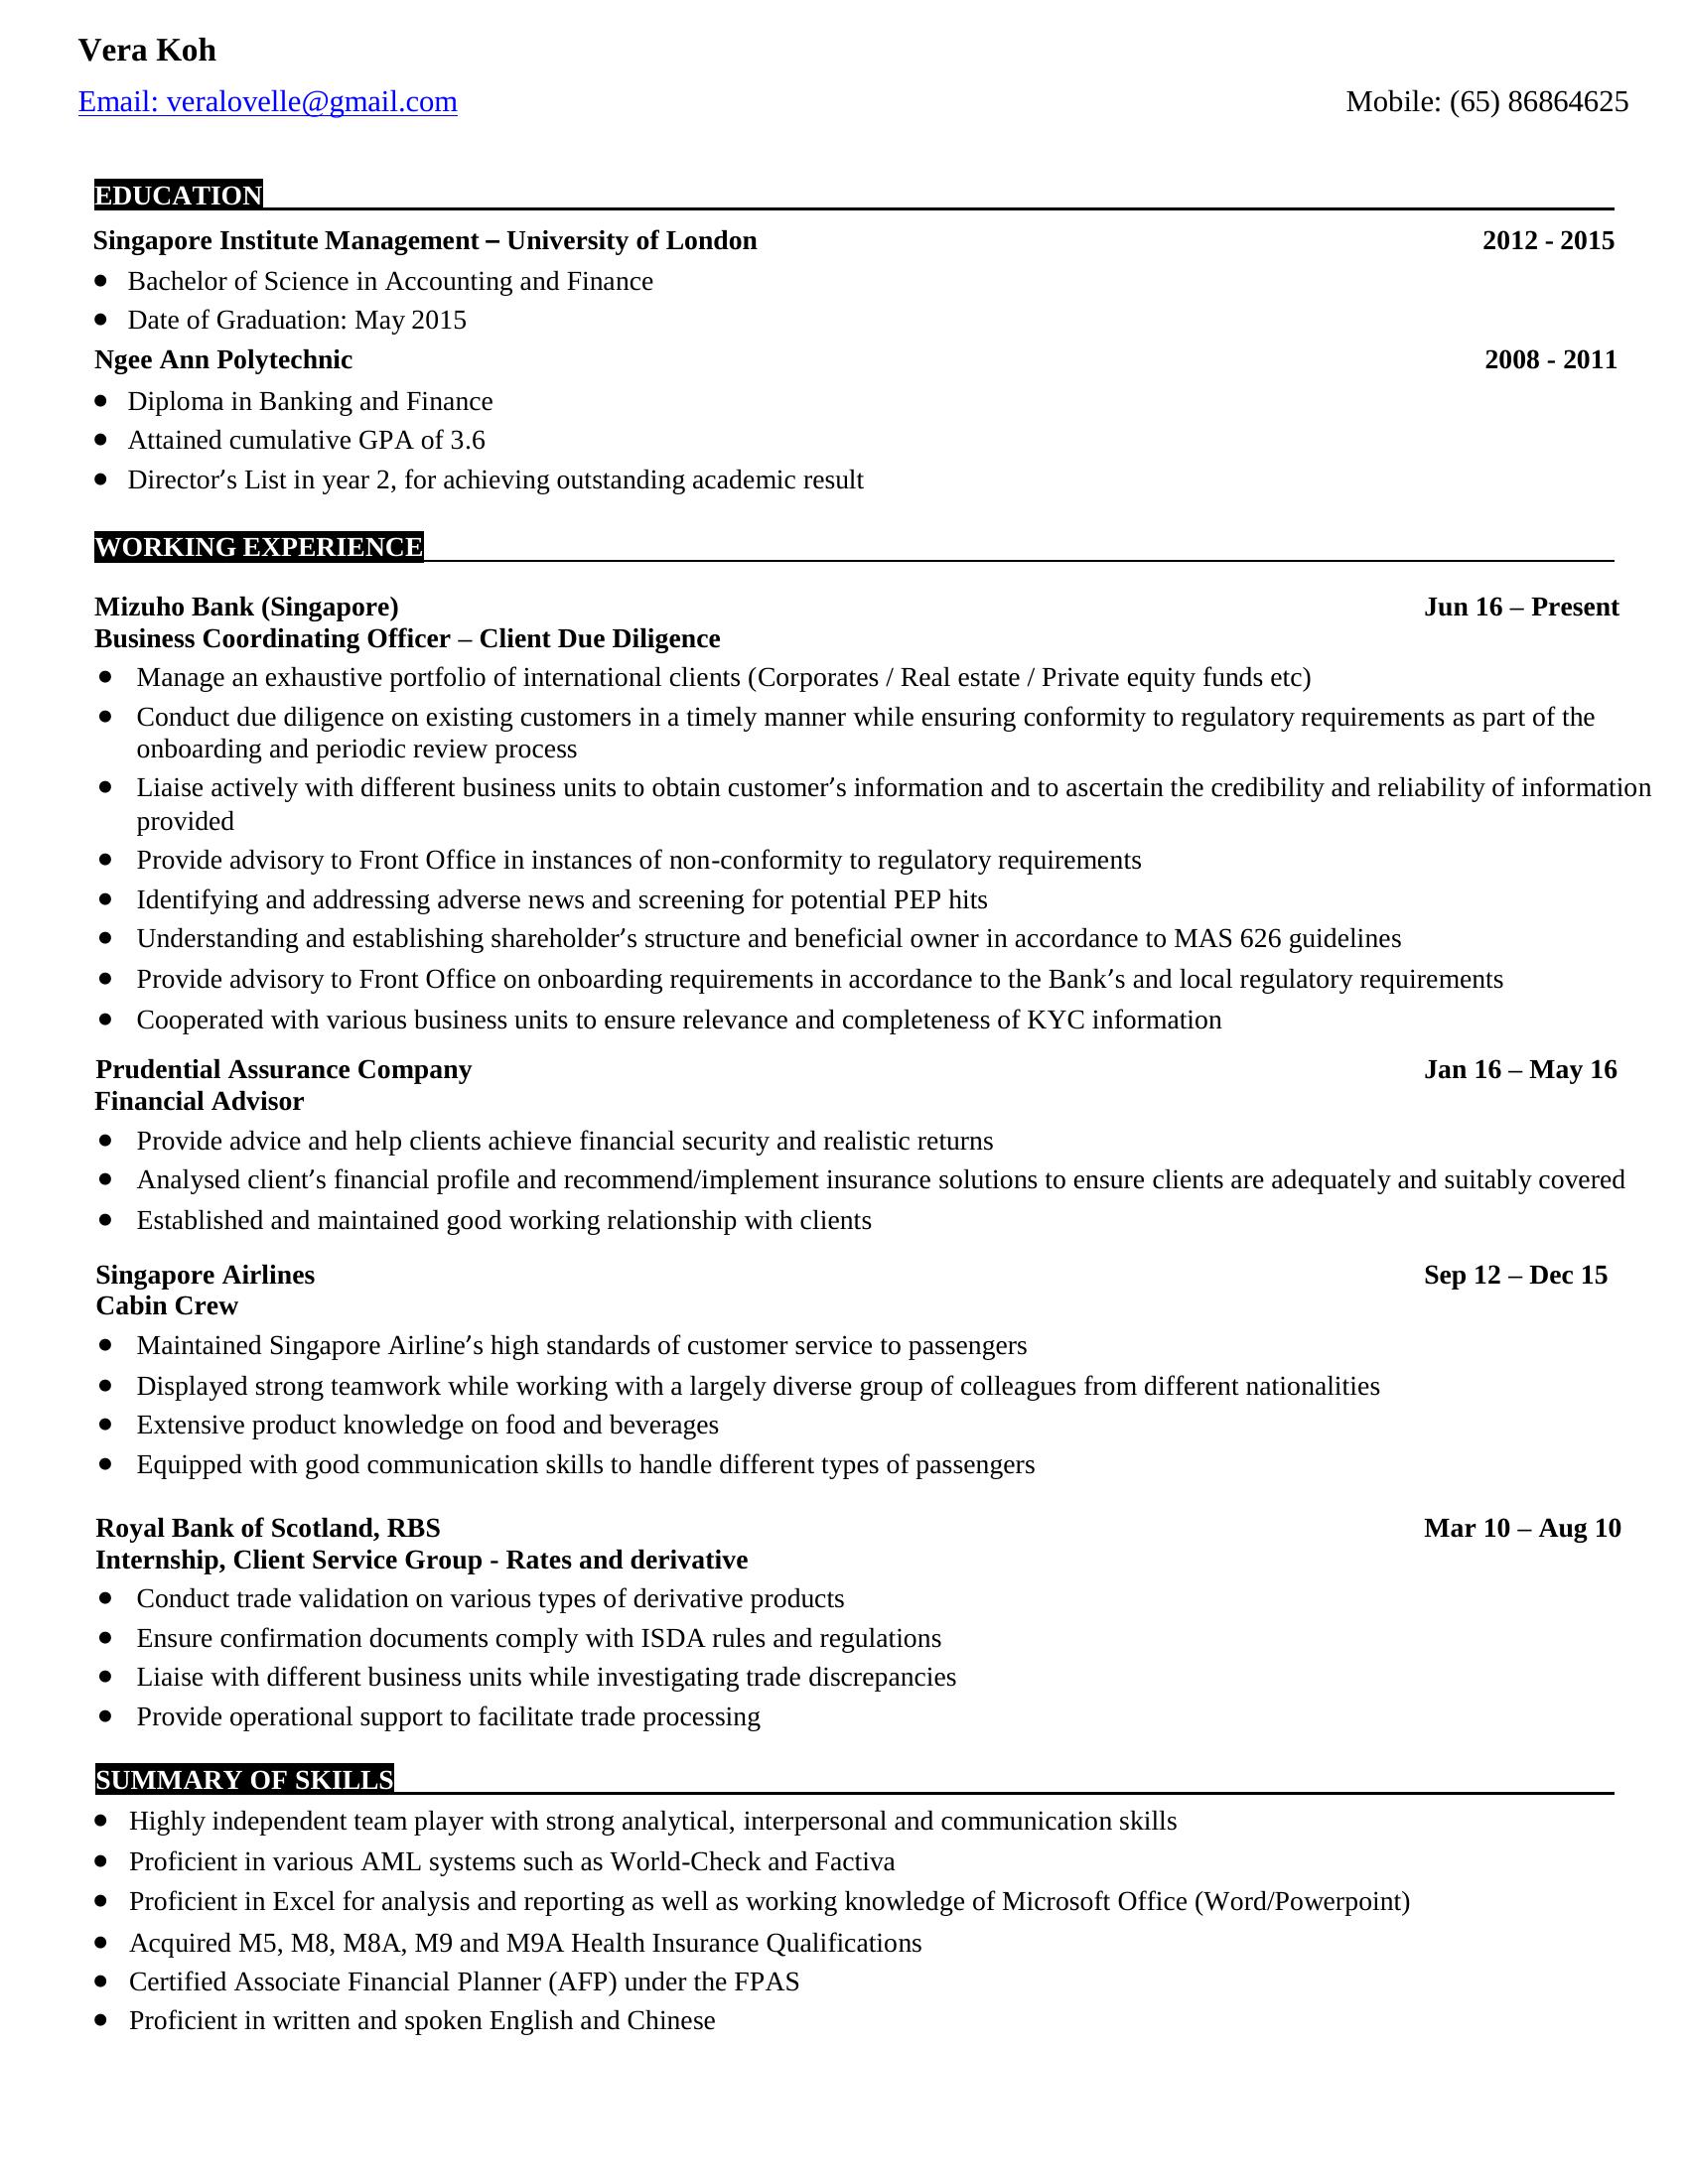 Vera Koh
Email: veralovelle@gmail.com Mobile: (65) 86864625
EDUCATION
Singapore Institute Management – University of London 2012 - 2015
● Bachelor of Science in Accounting and Finance
● Date of Graduation: May 2015
Ngee Ann Polytechnic 2008 - 2011
● Diploma in Banking and Finance
● Attained cumulative GPA of 3.6
● Director’s List in year 2, for achieving outstanding academic result
WORKING EXPERIENCE
Mizuho Bank (Singapore) Jun 16 – Present
Business Coordinating Officer – Client Due Diligence
● Manage an exhaustive portfolio of international clients (Corporates / Real estate / Private equity funds etc)
● Conduct due diligence on existing customers in a timely manner while ensuring conformity to regulatory requirements as part of the
onboarding and periodic review process
● Liaise actively with different business units to obtain customer’s information and to ascertain the credibility and reliability of information
provided
● Provide advisory to Front Office in instances of non-conformity to regulatory requirements
● Identifying and addressing adverse news and screening for potential PEP hits
● Understanding and establishing shareholder’s structure and beneficial owner in accordance to MAS 626 guidelines
● Provide advisory to Front Office on onboarding requirements in accordance to the Bank’s and local regulatory requirements
● Cooperated with various business units to ensure relevance and completeness of KYC information
Prudential Assurance Company Jan 16 – May 16
Financial Advisor
● Provide advice and help clients achieve financial security and realistic returns
● Analysed client’s financial profile and recommend/implement insurance solutions to ensure clients are adequately and suitably covered
● Established and maintained good working relationship with clients
Singapore Airlines Sep 12 – Dec 15
Cabin Crew
● Maintained Singapore Airline’s high standards of customer service to passengers
● Displayed strong teamwork while working with a largely diverse group of colleagues from different nationalities
● Extensive product knowledge on food and beverages
● Equipped with good communication skills to handle different types of passengers
Royal Bank of Scotland, RBS Mar 10 – Aug 10
Internship, Client Service Group - Rates and derivative
● Conduct trade validation on various types of derivative products
● Ensure confirmation documents comply with ISDA rules and regulations
● Liaise with different business units while investigating trade discrepancies
● Provide operational support to facilitate trade processing
SUMMARY OF SKILLS
● Highly independent team player with strong analytical, interpersonal and communication skills
● Proficient in various AML systems such as World-Check and Factiva
● Proficient in Excel for analysis and reporting as well as working knowledge of Microsoft Office (Word/Powerpoint)
● Acquired M5, M8, M8A, M9 and M9A Health Insurance Qualifications
● Certified Associate Financial Planner (AFP) under the FPAS
● Proficient in written and spoken English and Chinese